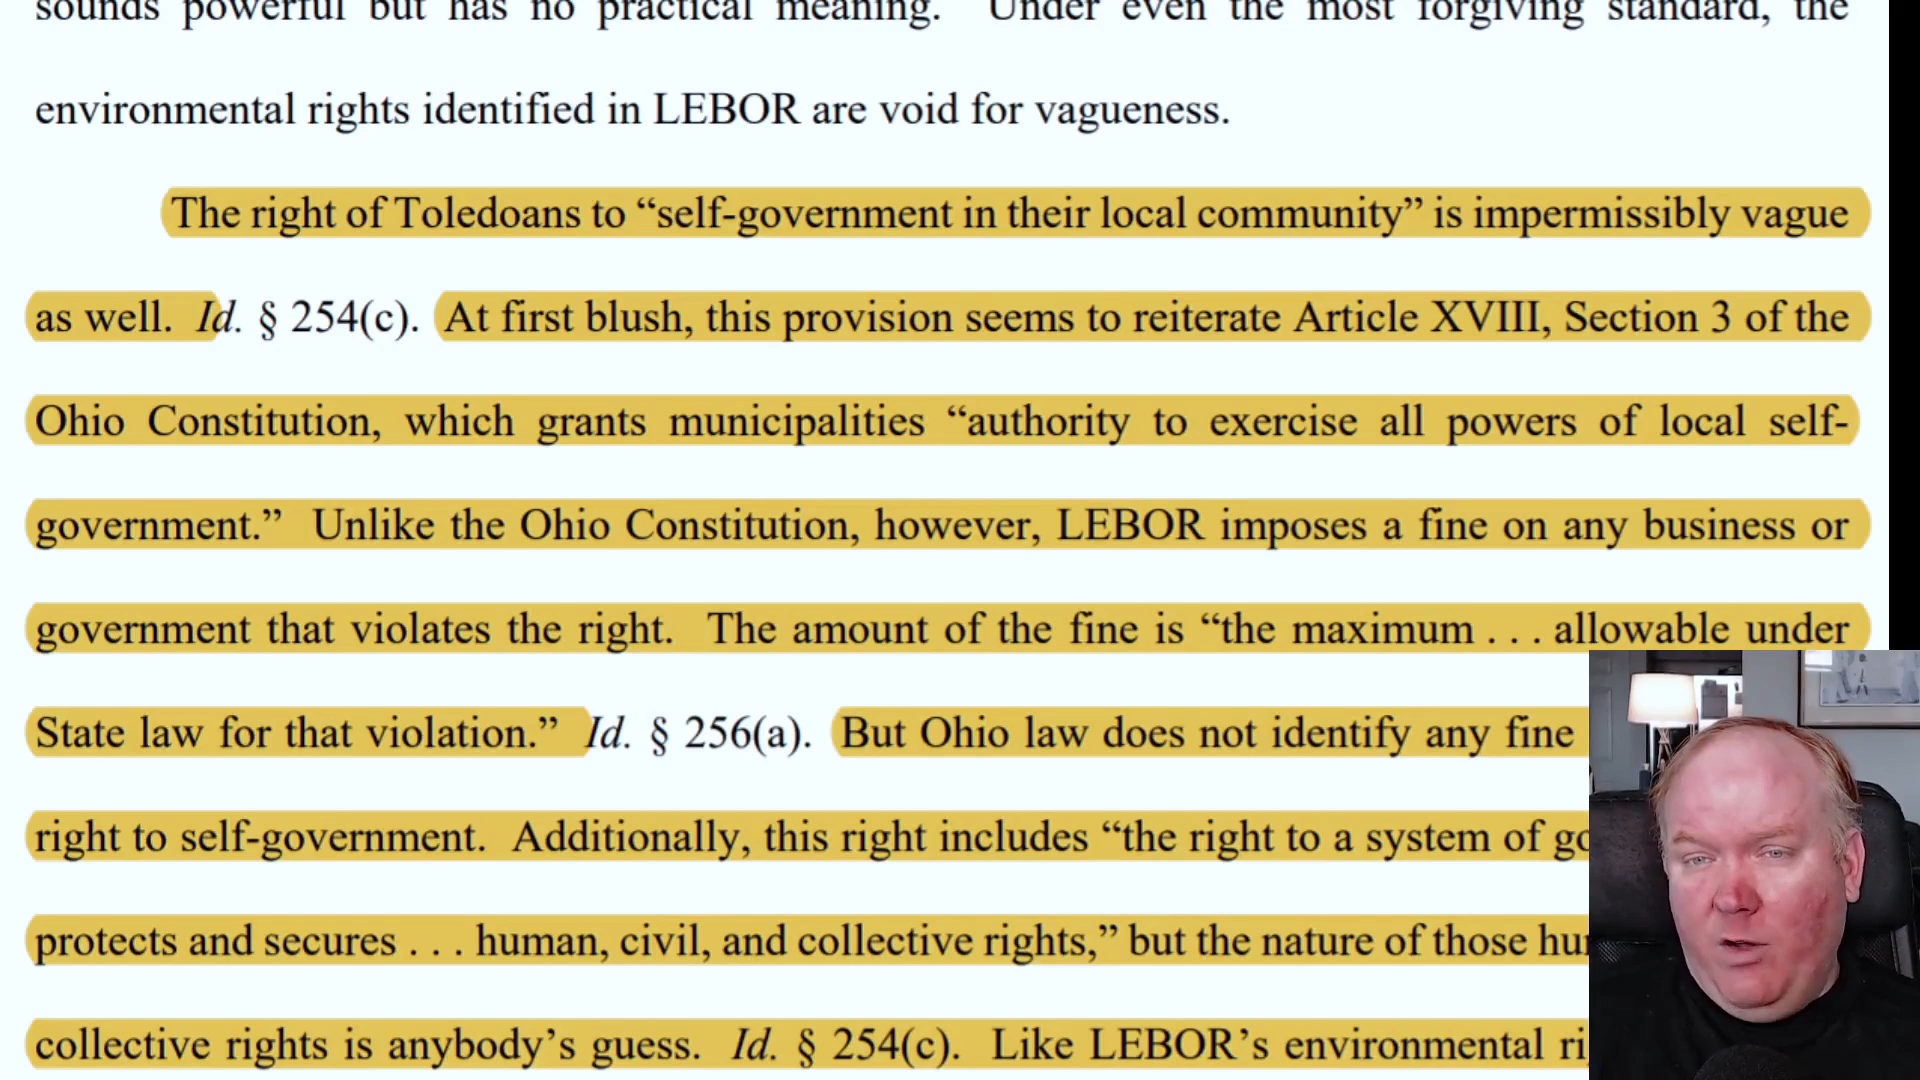 sounds powerful but has no practical meaning. Under even the most forgiving standard, the
environmental rights identified in LEBOR are void for vagueness.
The right of Toledoans to “self-government in their local community” is impermissibly vague
as well. Id. § 254(c). At first blush, this provision seems to reiterate Article XVIII, Section 3 of the
Ohio Constitution, which grants municipalities “authority to exercise all powers of local self-
government.” Unlike the Ohio Constitution, however, LEBOR imposes a fine on any business or
government that violates the right. The amount of the fine is “the maximum . . . allowable under
State law for that violation.” Id. § 256(a). But Ohio law does not identify any fine
right to self-government. Additionally, this right includes “the right to a system of
protects and secures . . . human, civil, and collective rights,” but the nature of those
collective rights is anybody’s guess. Id. § 254(c). Like LEBOR’s environmental